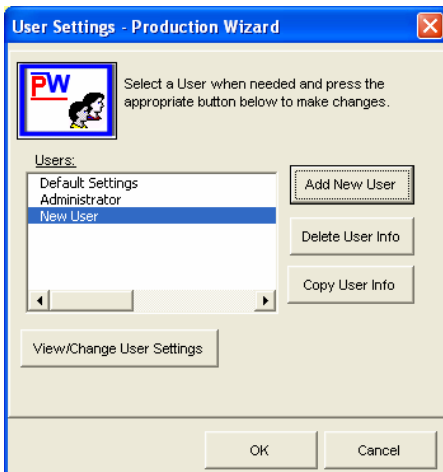 User Settings - Production Wizard
PW
Select a User when needed and press the
appropriate button below to make changes.
Users:
Default Settings
Administrator
New User
Add New User
Delete User Info
Copy User Info
View/Change User Settings
OK
Cancel